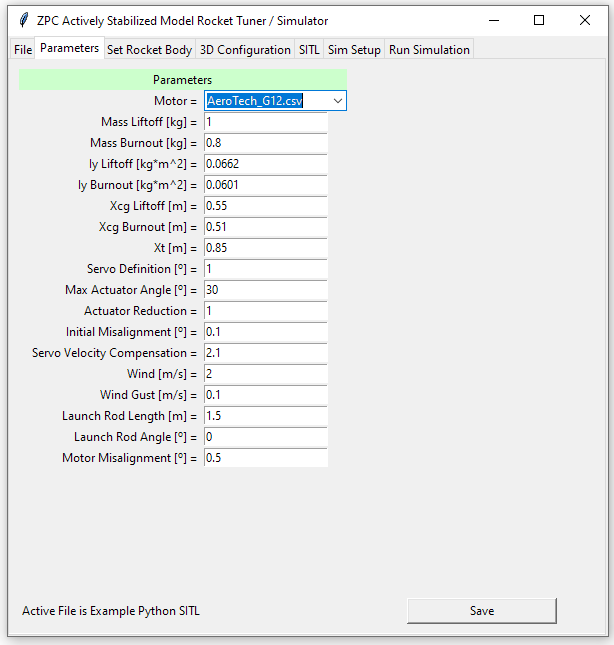 ZPC Actively Stabilized Model Rocket Tuner / Simulator
File Parameters Set Rocket Body 3D Configuration SITL Sim Setup Run Simulation
Parameters
Motor = AeroTech_G12.csv
Mass Liftoff [kg] = 1
Mass Burnout [kg] = 0.8
Iy Liftoff [kg*m^2] = 0.0662
Iy Burnout [kg*m^2] = 0.0601
Xcg Liftoff [m] = 0.55
Xcg Burnout [m] = 0.51
Xt [m] = 0.85
Servo Definition [º] = 1
Max Actuator Angle [º] = 30
Actuator Reduction = 1
Initial Misalignment [º] = 0.1
Servo Velocity Compensation = 2.1
Wind [m/s] = 2
Wind Gust [m/s] = 0.1
Launch Rod Length [m] = 1.5
Launch Rod Angle [º] = 0
Motor Misalignment [º] = 0.5
Active File is Example Python SITL Save